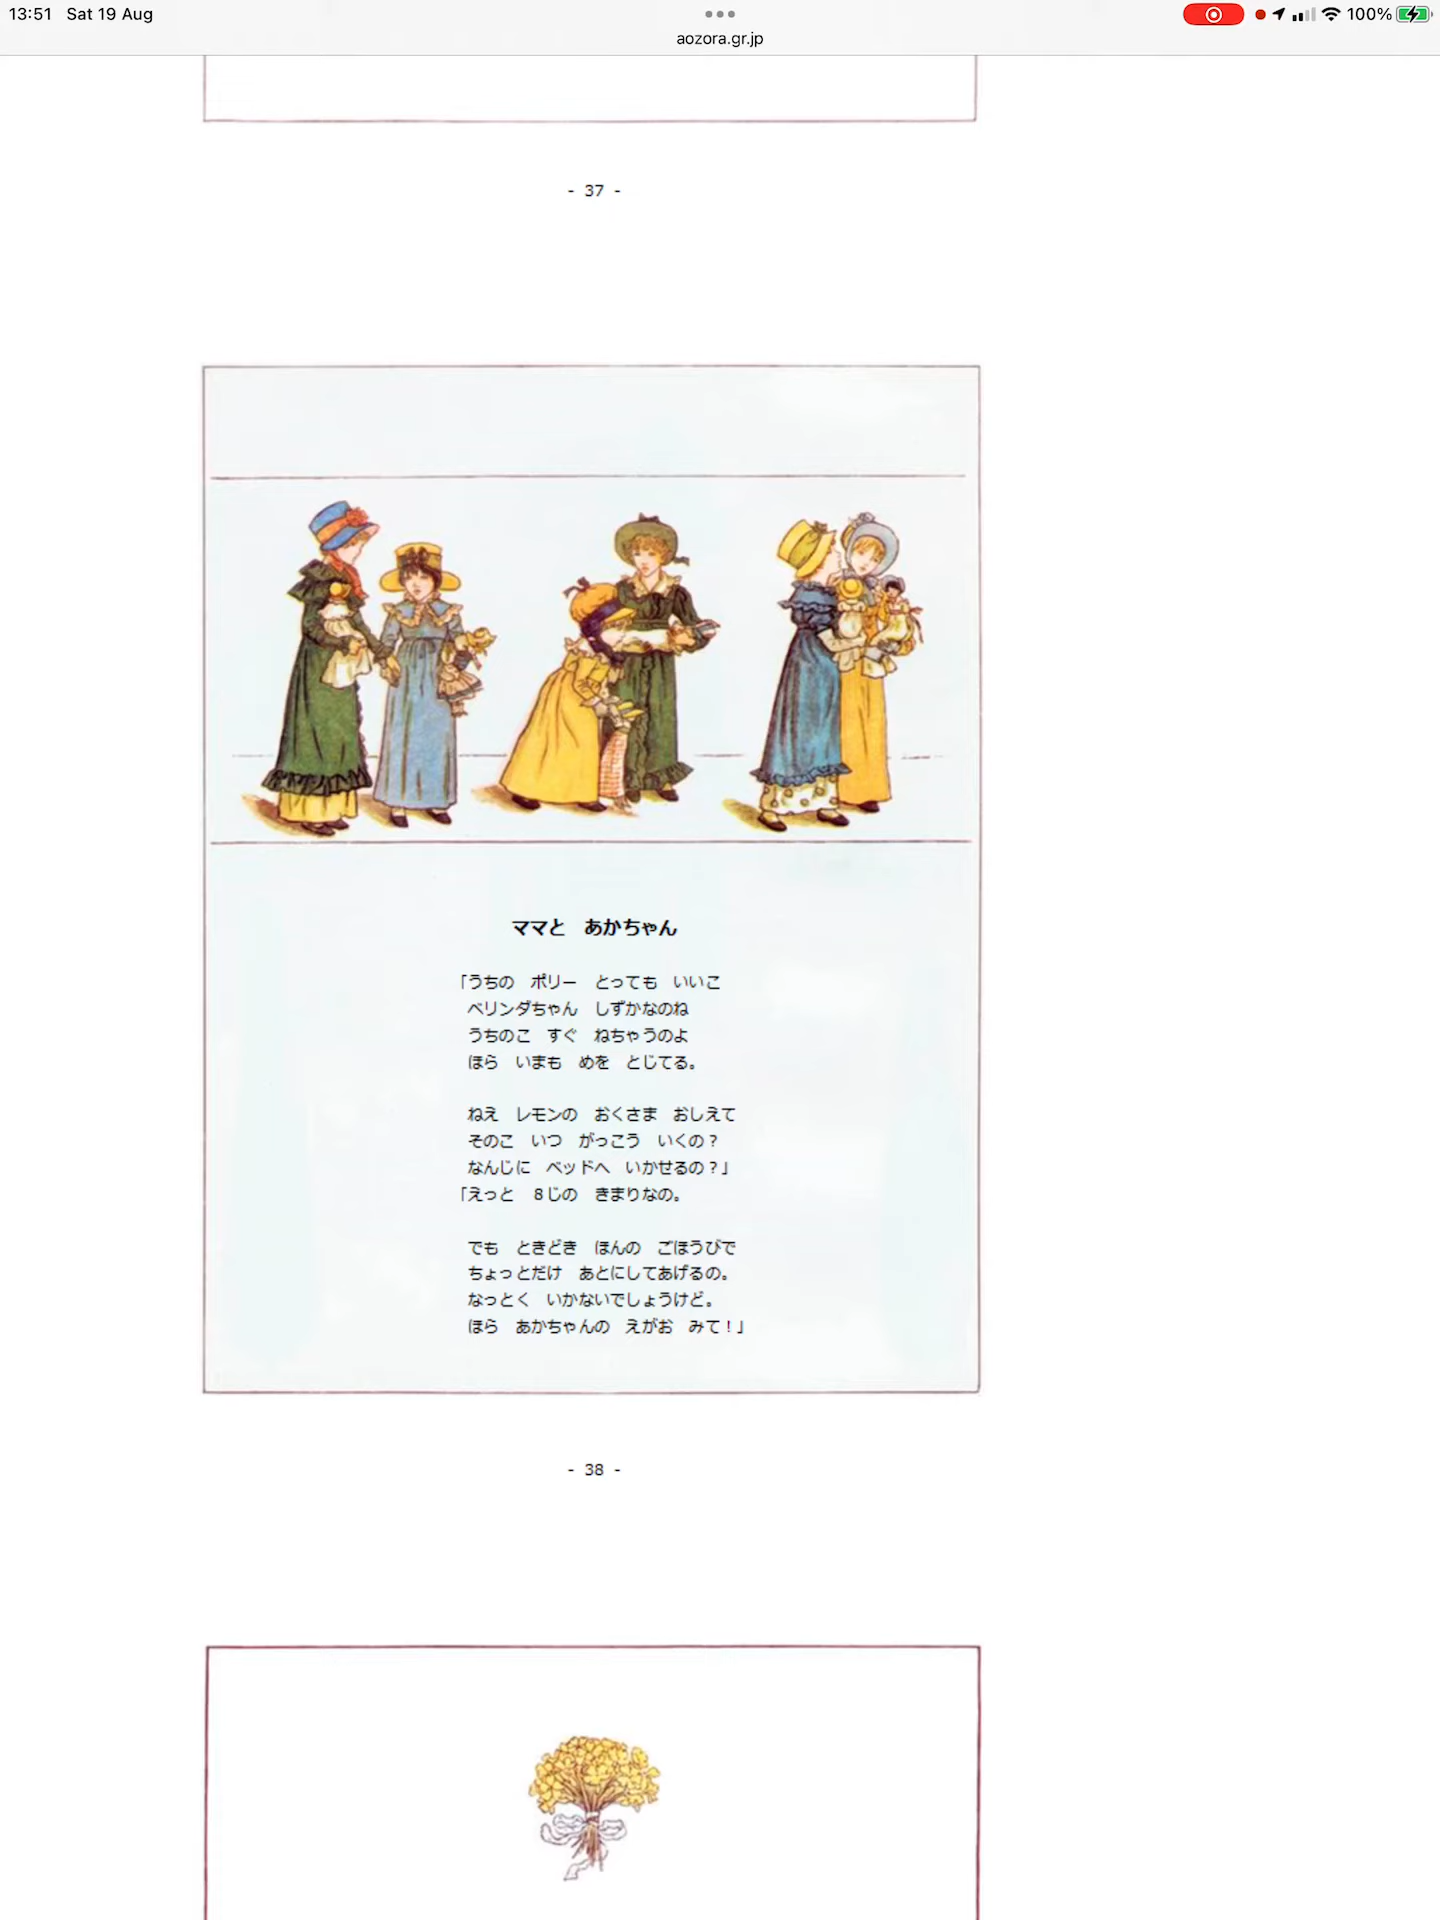 13:51 Sat 19 Aug
100%
aozora.gr.jp
- 37 -
ママと　あかちゃん
「うちの　ポリー　とっても　いいこ
ベリンダちゃん　しずかなのね
うちのこ　すぐ　ねちゃうのよ
ほら　いまも　めを　とじてる。
ねえ　レモンの　おくさま　おしえて
そのこ　いつ　がっこう　いくの？
なんじに　ベッドへ　いかせるの？」
「えっと　８じの　きまりなの。
でも　ときどき　ほんの　ごほうびで
ちょっとだけ　あとにしてあげるの。
なっとく　いかないでしょうけど。
ほら　あかちゃんの　えがお　みて！」
- 38 -